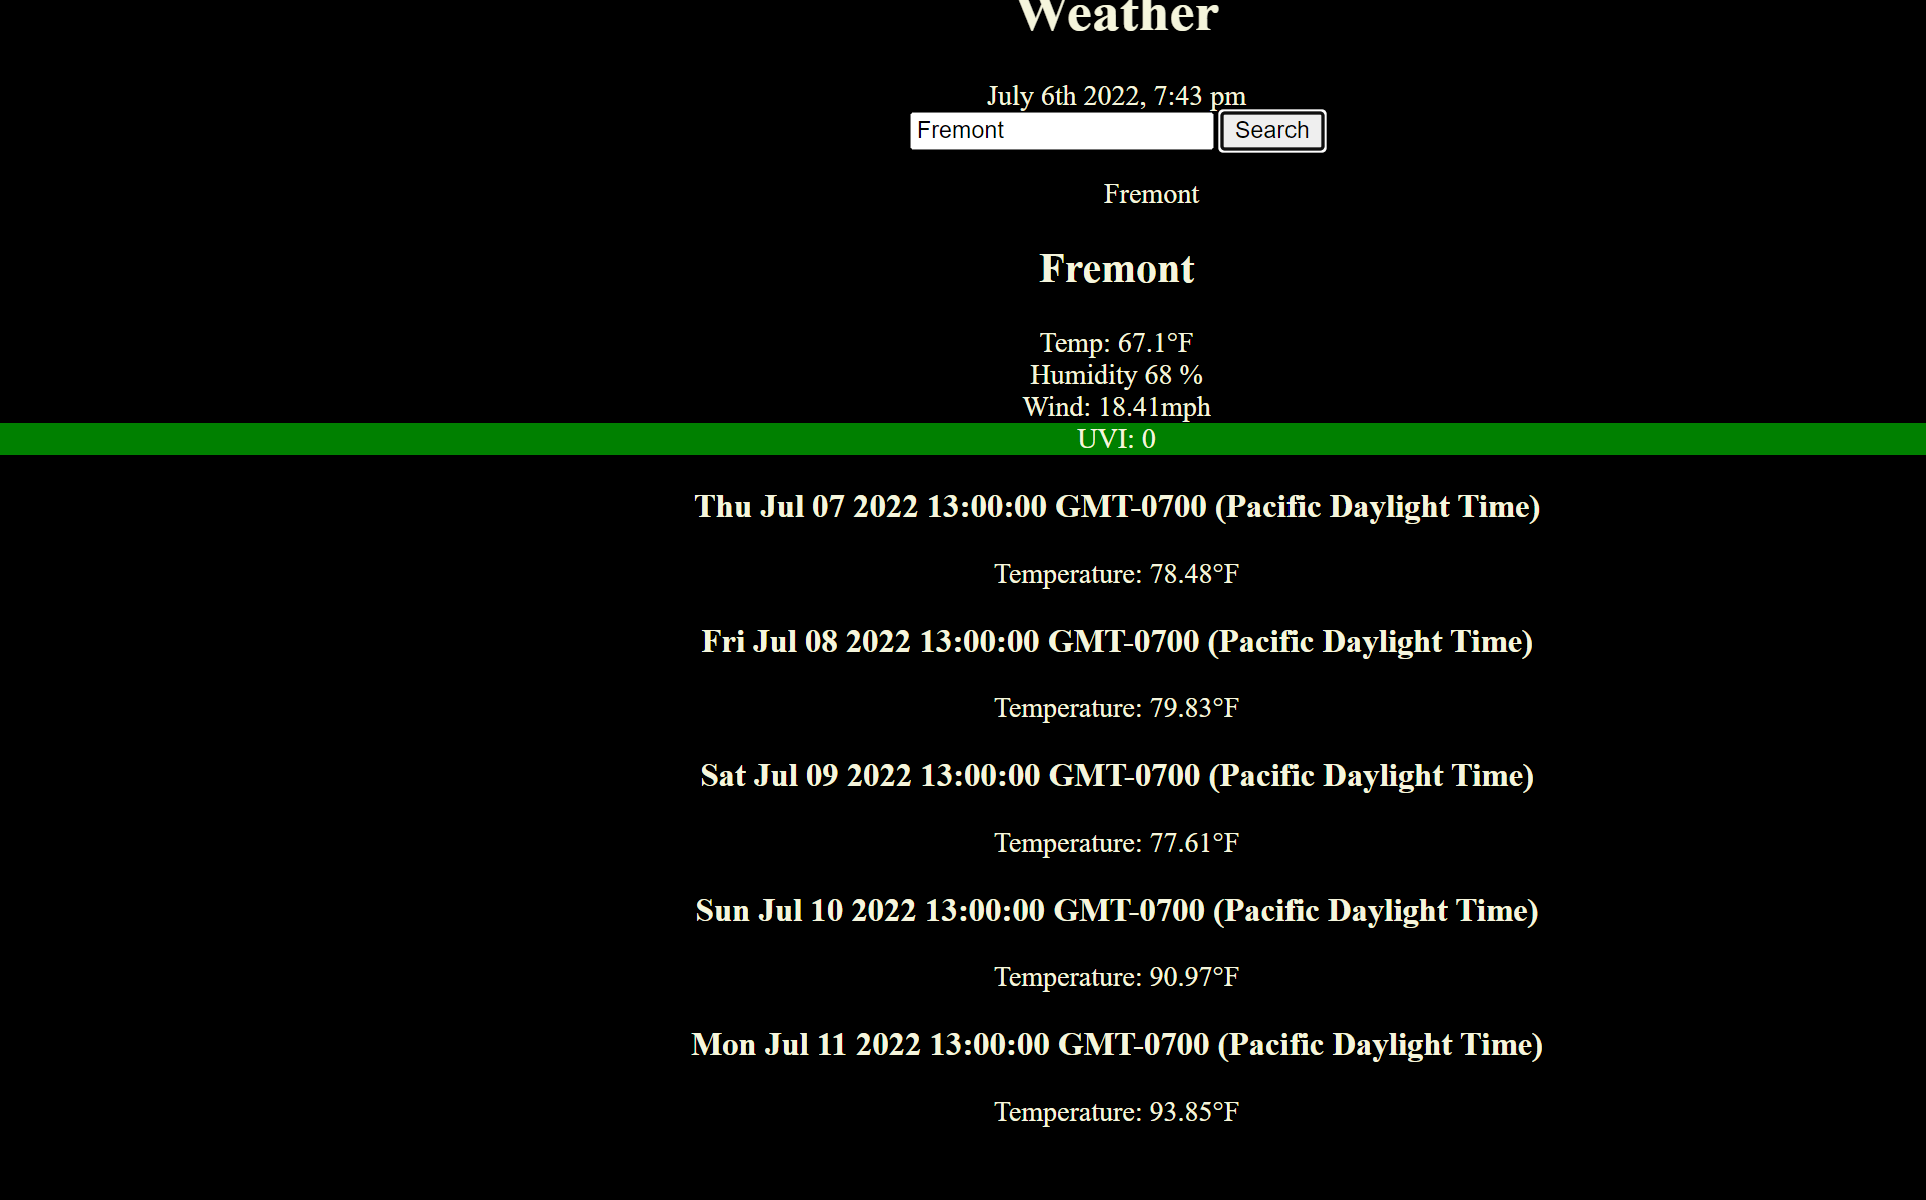 Weather
July 6th 2022, 7:43 pm
Fremont Search
Fremont
Fremont
Temp: 67.1°F
Humidity 68 %
Wind: 18.41mph
UVI: 0
Thu Jul 07 2022 13:00:00 GMT-0700 (Pacific Daylight Time)
Temperature: 78.48°F
Fri Jul 08 2022 13:00:00 GMT-0700 (Pacific Daylight Time)
Temperature: 79.83°F
Sat Jul 09 2022 13:00:00 GMT-0700 (Pacific Daylight Time)
Temperature: 77.61°F
Sun Jul 10 2022 13:00:00 GMT-0700 (Pacific Daylight Time)
Temperature: 90.97°F
Mon Jul 11 2022 13:00:00 GMT-0700 (Pacific Daylight Time)
Temperature: 93.85°F